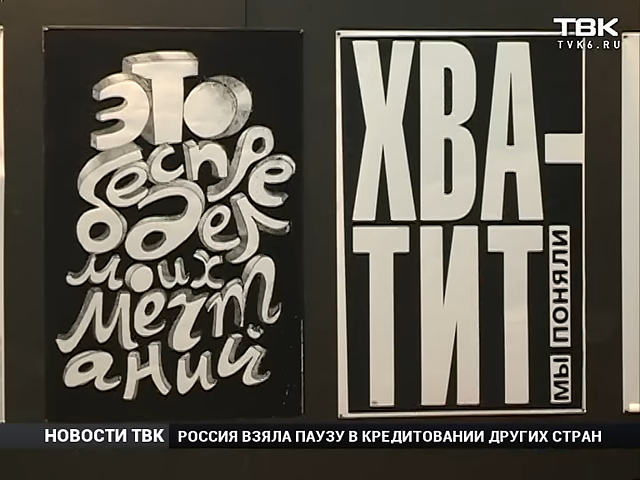 ТВК
TVK6.RU
ЭТО
беспре
дел
моих
мечт
аний
ХВА-
ТИТ
МЫ ПОНЯЛИ
НОВОСТИ ТВК
РОССИЯ ВЗЯЛА ПАУЗУ В КРЕДИТОВАНИИ ДРУГИХ СТРАН